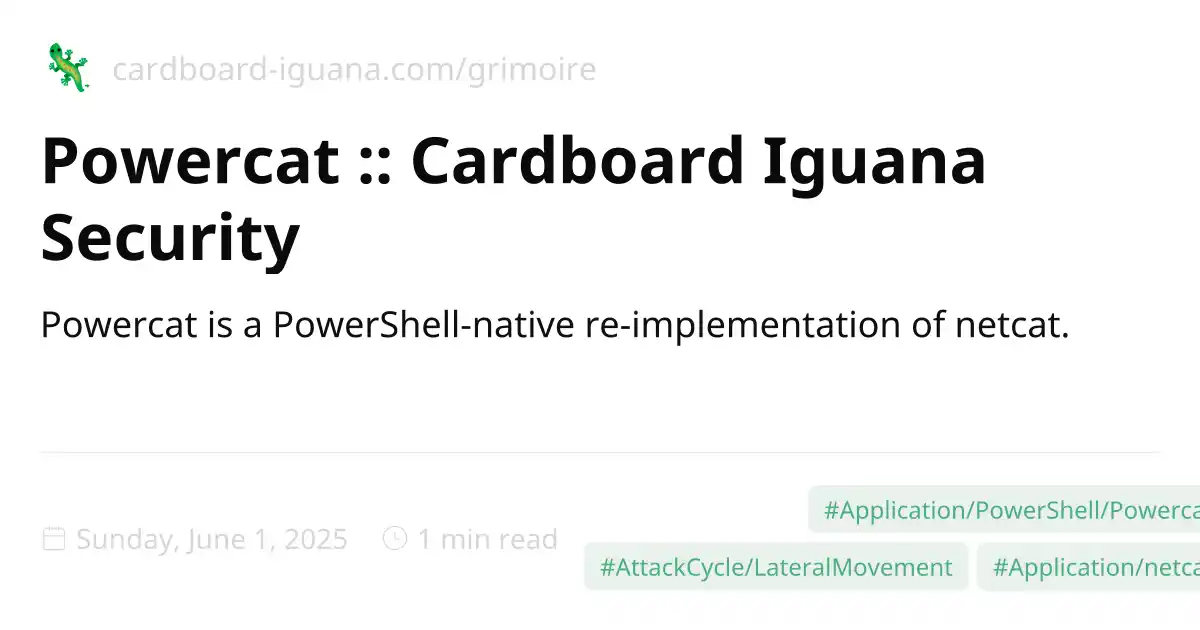 cardboard-iguana.com/grimoire
Powercat :: Cardboard Iguana
Security
Powercat is a PowerShell-native re-implementation of netcat.
Sunday, June 1, 2025
1 min read
#Application/PowerShell/Powerca
#AttackCycle/LateralMovement
#Application/netca